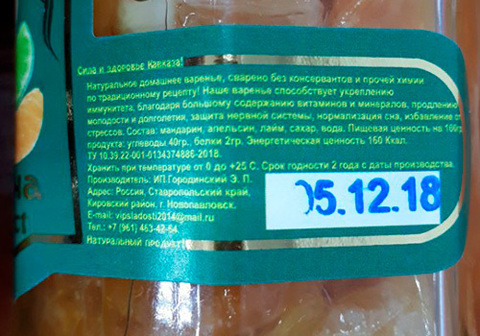 Сила и здоровье Кавказа!
Натуральное домашнее варенье, сварено без консервантов и прочей химии
по традиционному рецепту! Наше варенье способствует укреплению
иммунитета, благодаря большому содержанию витаминов и минералов, продлению
молодости и долголетия, защита нервной системы, нормализация сна, избавление от
стрессов. Состав: мандарин, апельсин, лайм, сахар, вода. Пищевая ценность на 100гр
продукта: углеводы 40гр., белки 2гр. Энергетическая ценность 160 Ккал.
ТУ 10.39.22-001-0134374886-2018.
Хранить при температуре от 0 до +25 С. Срок годности 2 года с даты производства.
Производитель: ИП.Городинский Э. П.
Адрес: Россия, Ставропольский край,
Кировский район, г. Новопавловск.
E-mail: vipsladosti2014@mail.ru
Тел.: +7 (961) 463-42-64
Натуральный продукт!
05.12.18